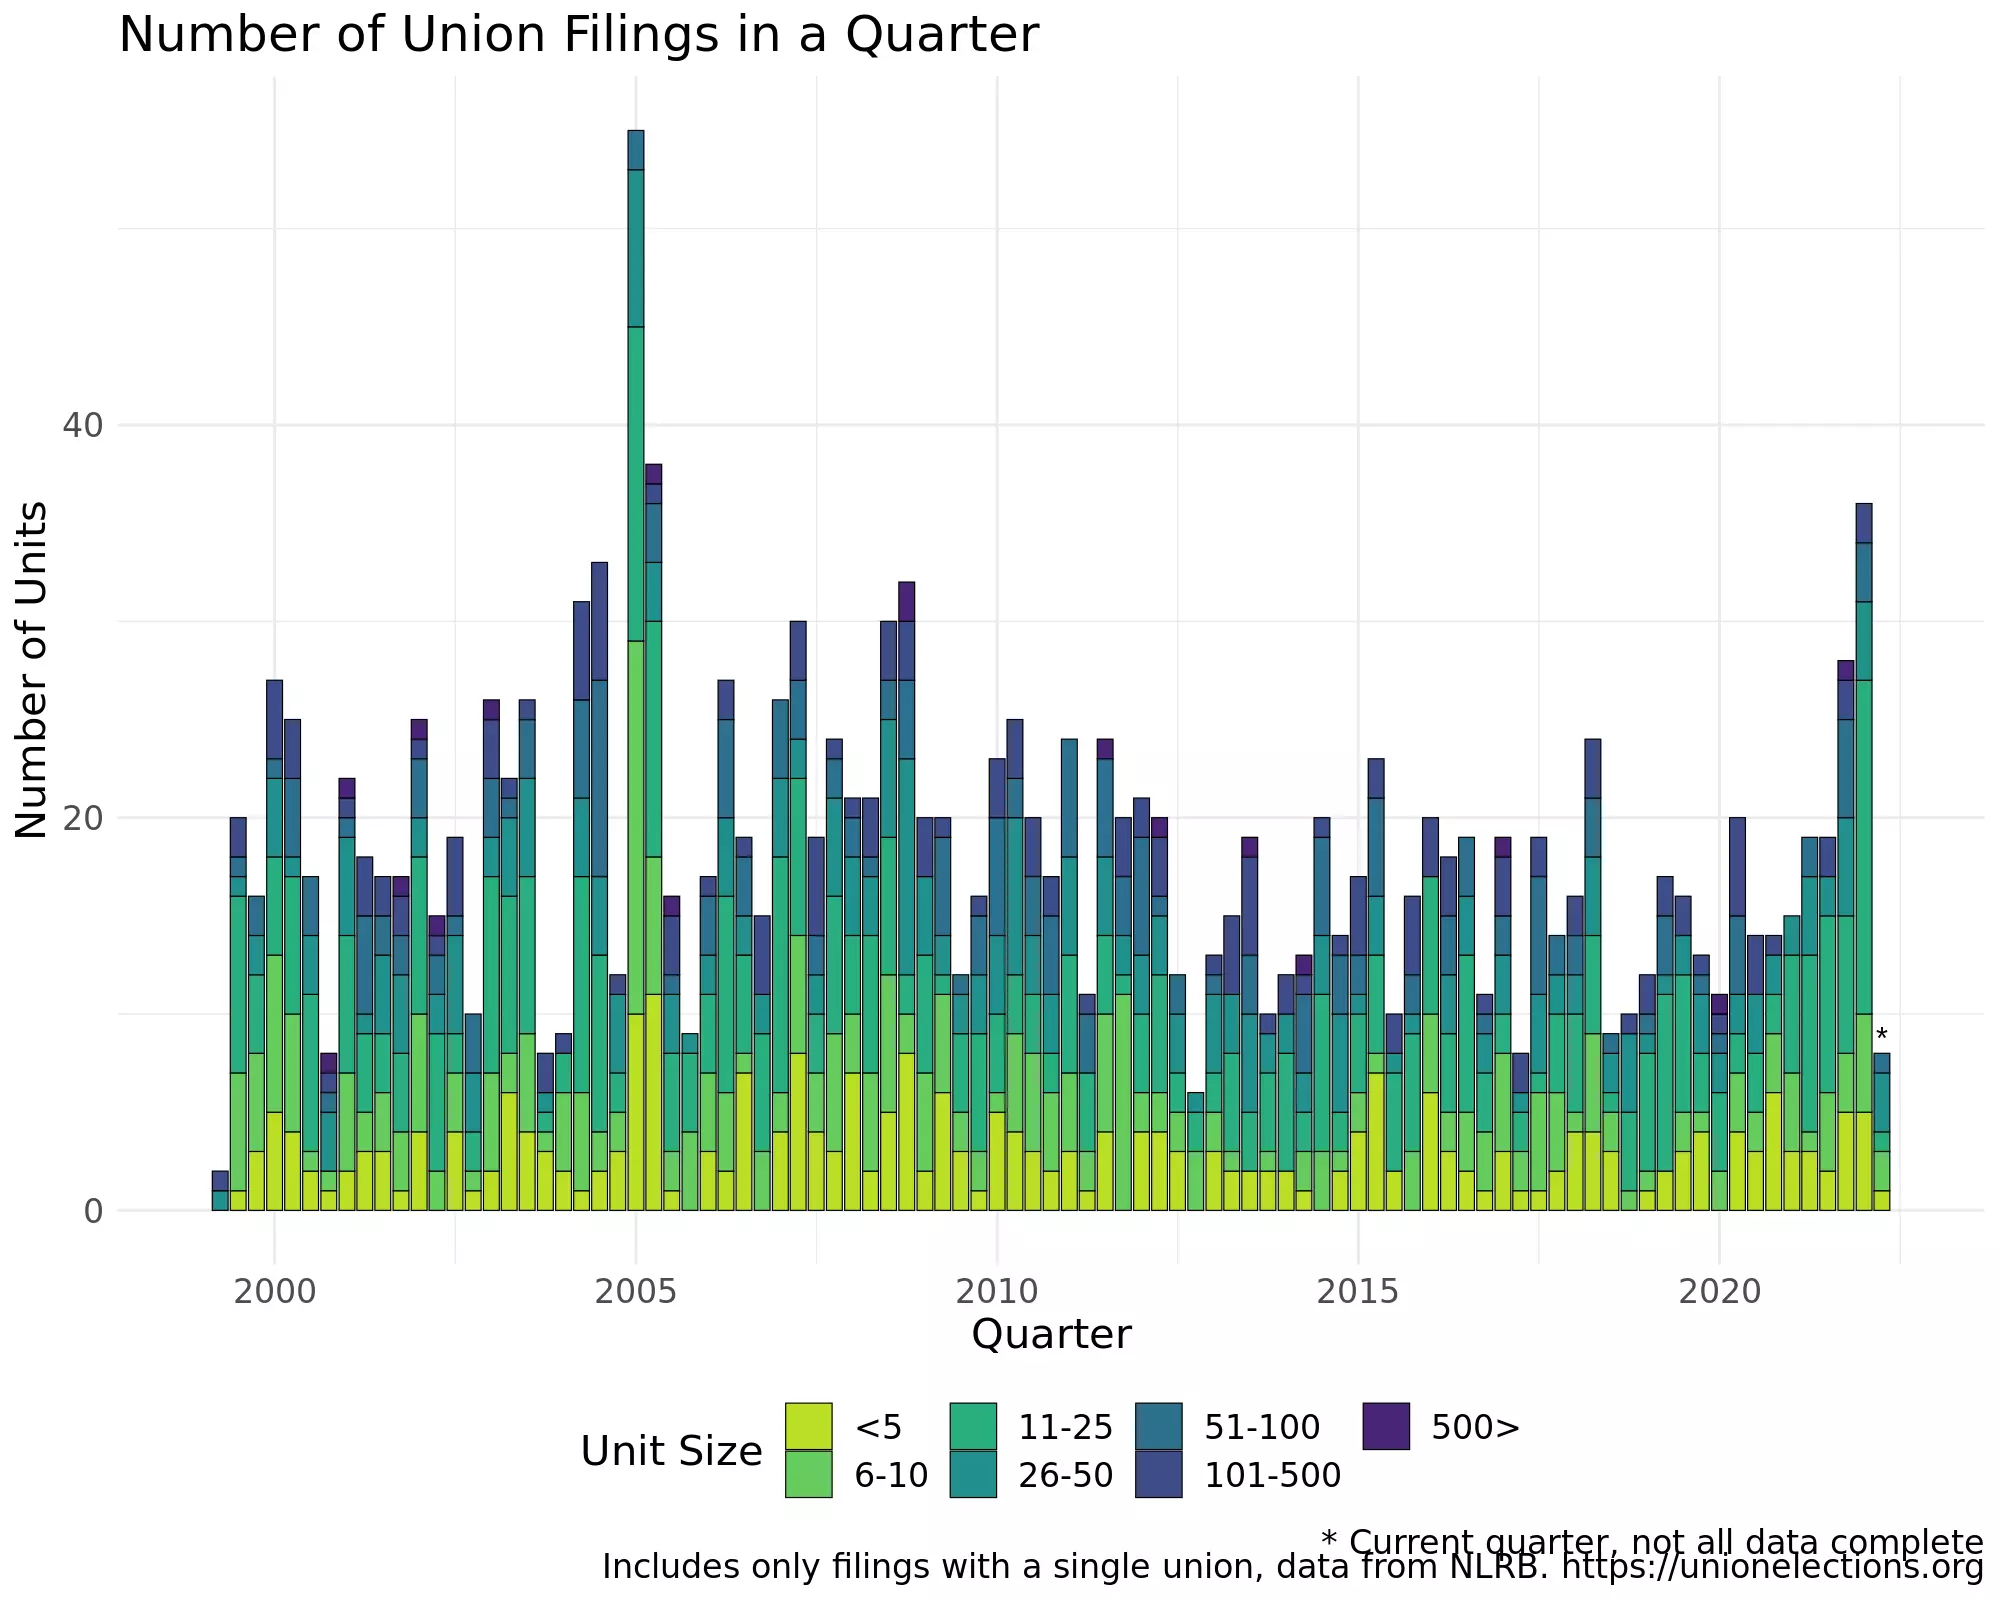 Number of Union Filings in a Quarter
Number of Units
40
20
0
*
2000 2005 2010 2015 2020
Quarter
Unit Size
<5 11-25 51-100 500>
6-10 26-50 101-500
* Current quarter, not all data complete
Includes only filings with a single union, data from NLRB. https://unionelections.org